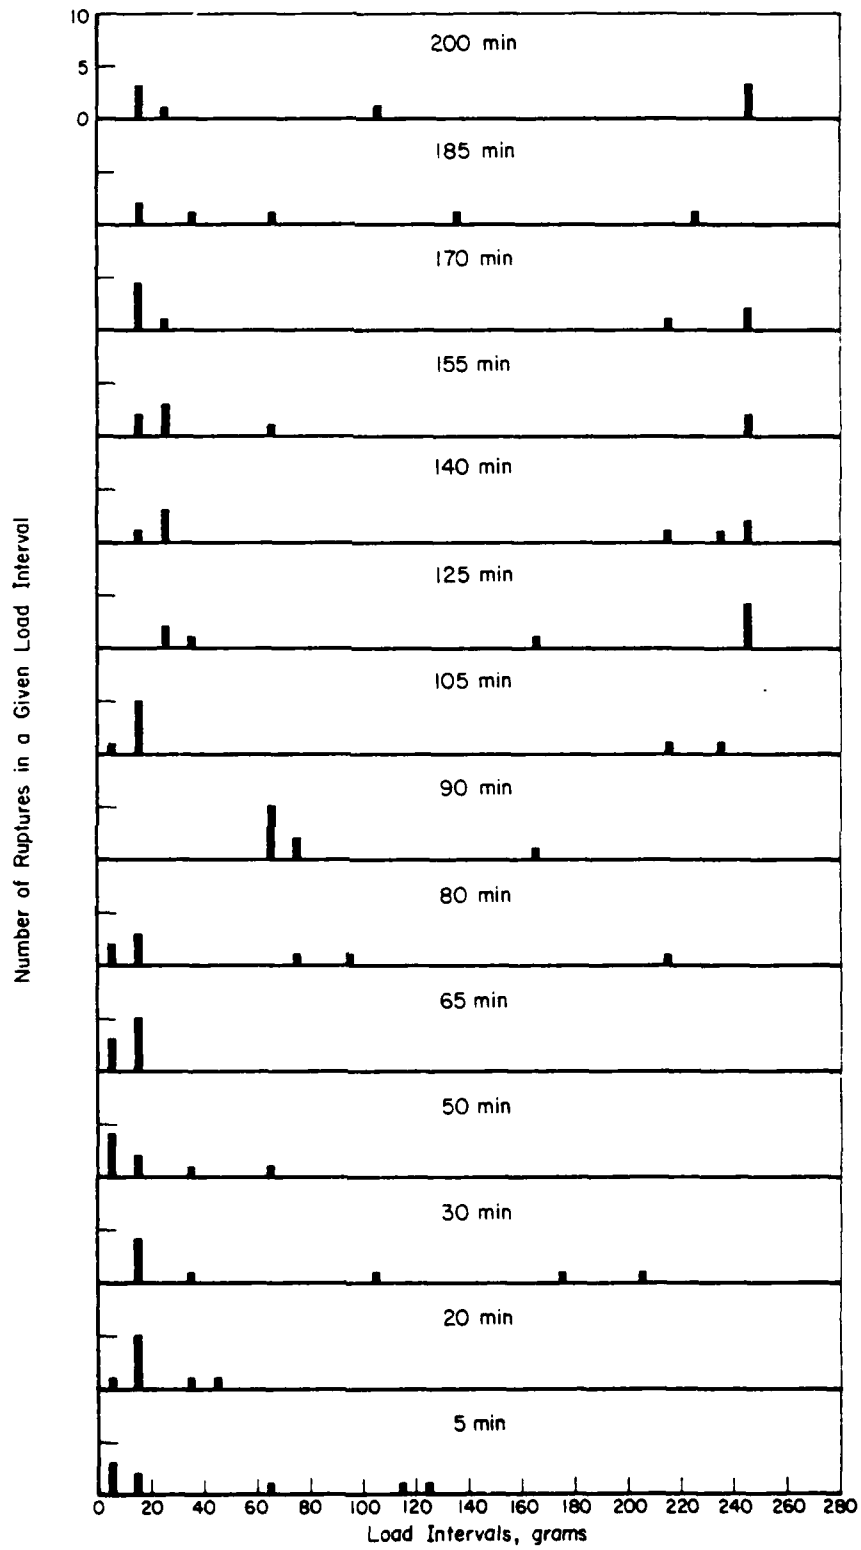 10
200 min
5
0
185 min
170 min
155 min
140 min
125 min
105 min
90 min
80 min
65 min
50 min
30 min
20 min
5 min
0 20 40 60 80 100 120 140 160 180 200 220 240 260 280
Load Intervals, grams
Number of Ruptures in a Given Load Interval